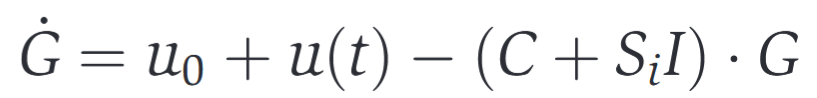 Ġ = u₀ + u(t) − (C + SᵢI) · G